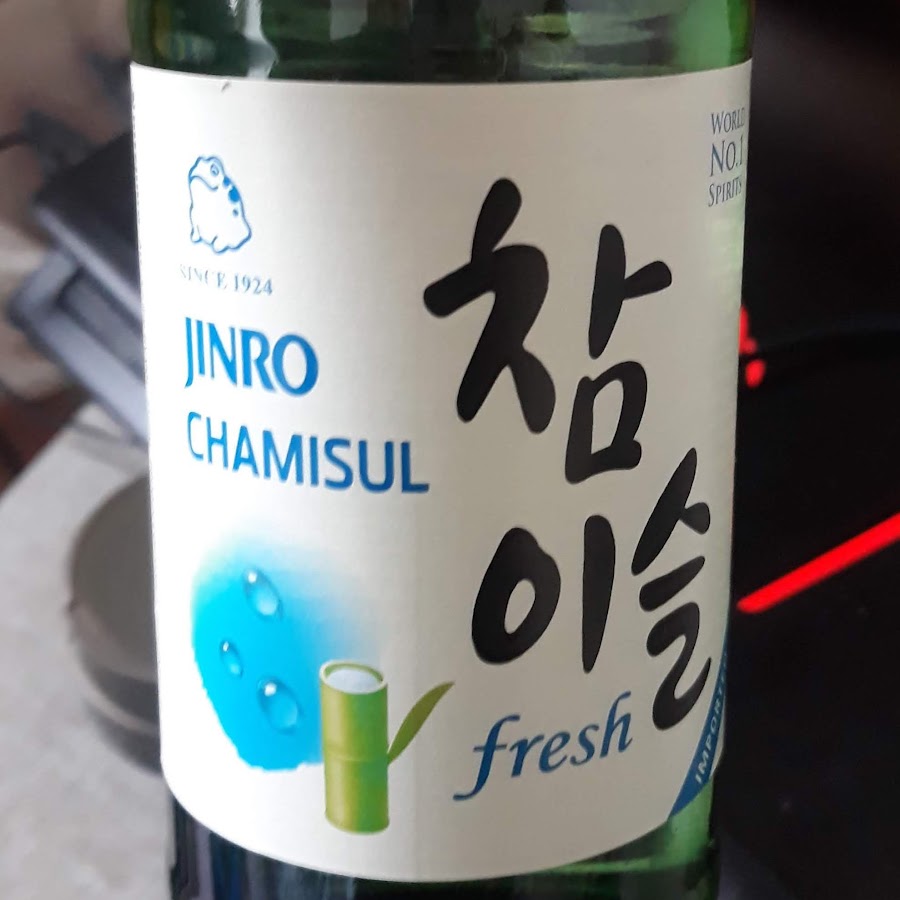 SINCE 1924
JINRO
CHAMISUL
참
이슬
fresh
WORLD
NO.1
SPIRITS